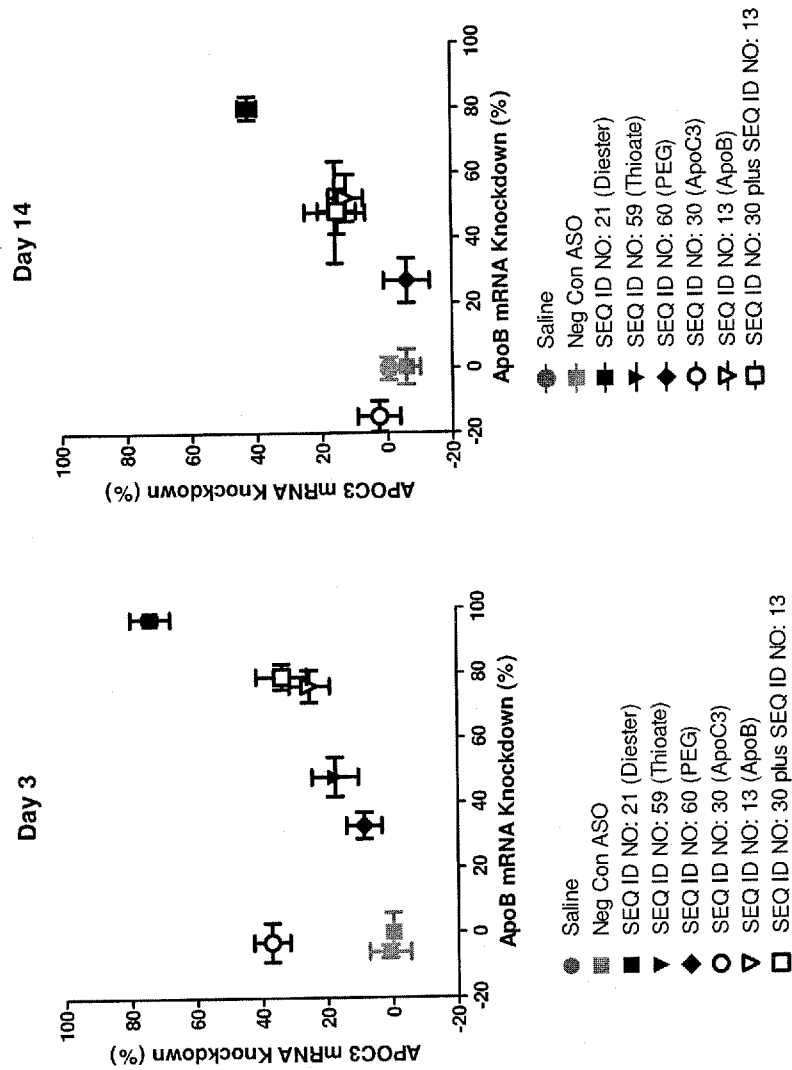 Day 3
APOC3 mRNA Knockdown (%)
100
80
60
40
20
0
-20
-20
0
20
40
60
80
100
ApoB mRNA Knockdown (%)
Saline
Neg Con ASO
SEQ ID NO: 21 (Diester)
SEQ ID NO: 59 (Thioate)
SEQ ID NO: 60 (PEG)
SEQ ID NO: 30 (ApoC3)
SEQ ID NO: 13 (ApoB)
SEQ ID NO: 30 plus SEQ ID NO: 13
Day 14
APOC3 mRNA Knockdown (%)
100
80
60
40
20
0
-20
-20
0
20
40
60
80
100
ApoB mRNA Knockdown (%)
Saline
Neg Con ASO
SEQ ID NO: 21 (Diester)
SEQ ID NO: 59 (Thioate)
SEQ ID NO: 60 (PEG)
SEQ ID NO: 30 (ApoC3)
SEQ ID NO: 13 (ApoB)
SEQ ID NO: 30 plus SEQ ID NO: 13